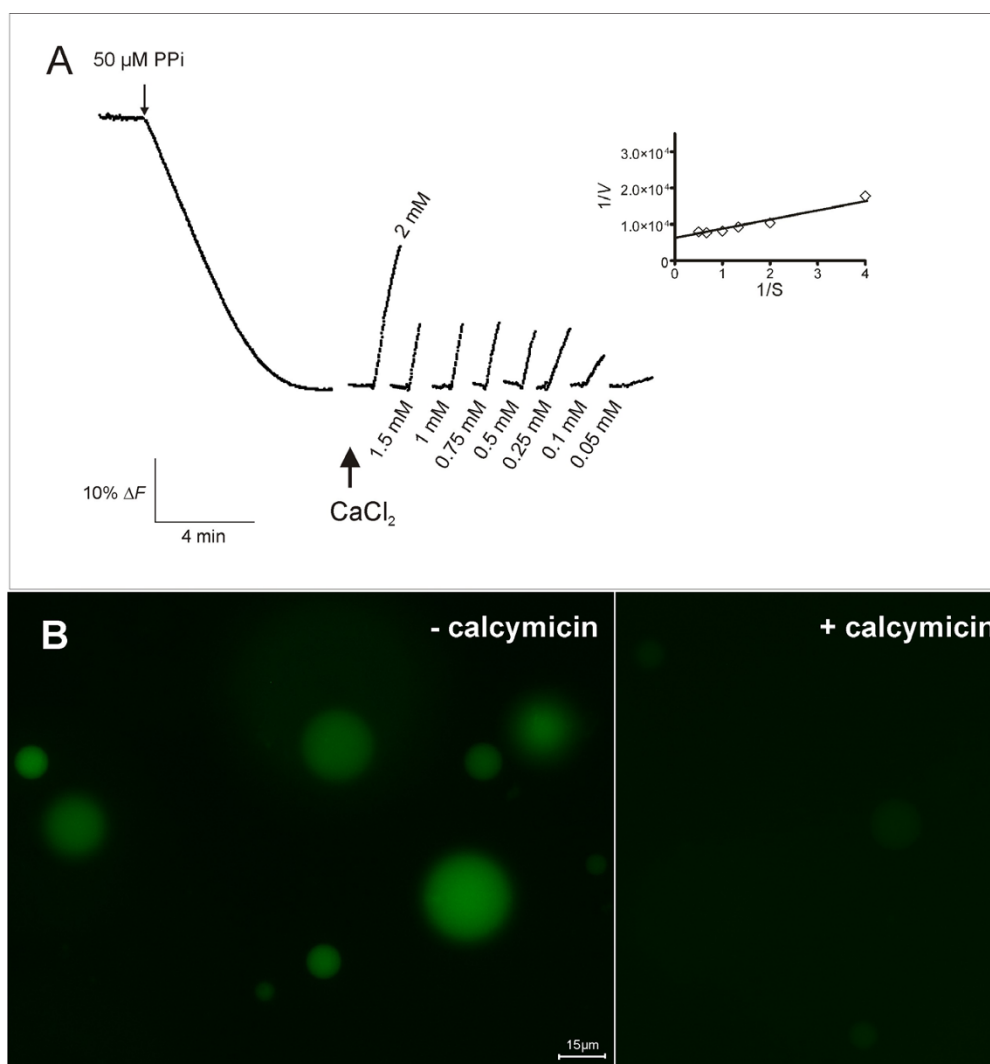 A
50 µM PPi
2 mM
1.5 mM
1 mM
0.75 mM
0.5 mM
0.25 mM
0.1 mM
0.05 mM
CaCl₂
10% ΔF
4 min
1/V
3.0×10⁻⁴
2.0×10⁻⁴
1.0×10⁻⁴
0
0 1 2 3 4
1/S
B
- calcymicin
+ calcymicin
15µm